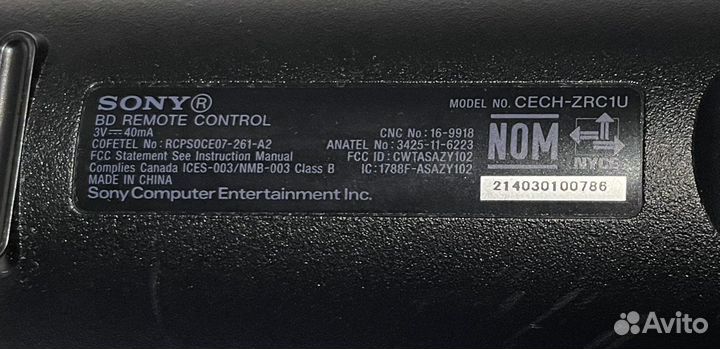 SONY®
BD REMOTE CONTROL
MODEL NO. CECH-ZRC1U
3V⎓40mA
CNC No: 16-9918
COFETEL No: RCPSOCE07-261-A2
ANATEL No: 3425-11-6223
FCC Statement See Instruction Manual
FCC ID: CWTASAZY102
Complies Canada ICES-003/NMB-003 Class B
IC: 1788F-ASAZY102
MADE IN CHINA
Sony Computer Entertainment Inc.
NOM
NYCE
214030100786
Avito